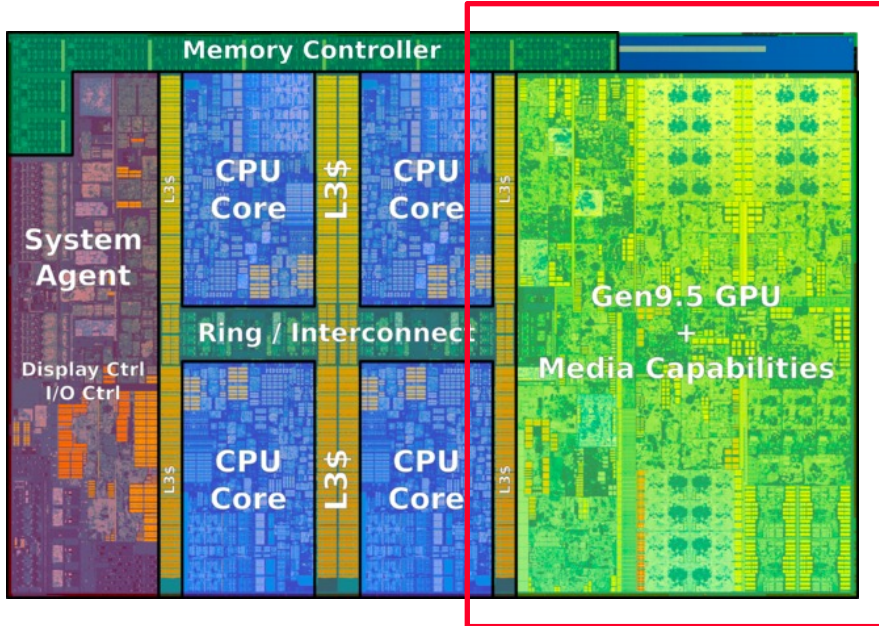 Memory Controller
L3$
CPU
Core
L3$
CPU
Core
L3$
System
Agent
Gen9.5 GPU
+
Media Capabilities
Ring / Interconnect
Display Ctrl
I/O Ctrl
L3$
CPU
Core
L3$
CPU
Core
L3$